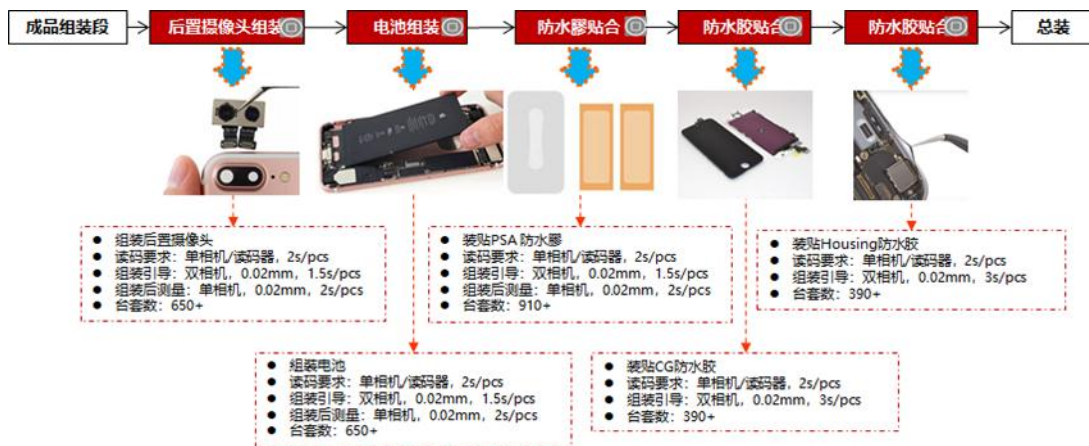 成品组装段
后置摄像头组装
电池组装
防水膠贴合
防水胶贴合
防水胶贴合
总装
组装后置摄像头
读码要求：单相机/读码器，2s/pcs
组装引导：双相机，0.02mm，1.5s/pcs
组装后测量：单相机，0.02mm，2s/pcs
台套数：650+
装贴PSA 防水膠
读码要求：单相机/读码器，2s/pcs
组装引导：双相机，0.02mm，1.5s/pcs
组装后测量：单相机，0.02mm，2s/pcs
台套数：910+
装贴Housing防水胶
读码要求：单相机/读码器，2s/pcs
组装引导：双相机，0.02mm，3s/pcs
台套数：390+
组装电池
读码要求：单相机/读码器，2s/pcs
组装引导：双相机，0.02mm，1.5s/pcs
组装后测量：单相机，0.02mm，2s/pcs
台套数：650+
装贴CG防水胶
读码要求：单相机/读码器，2s/pcs
组装引导：双相机，0.02mm，3s/pcs
台套数：390+